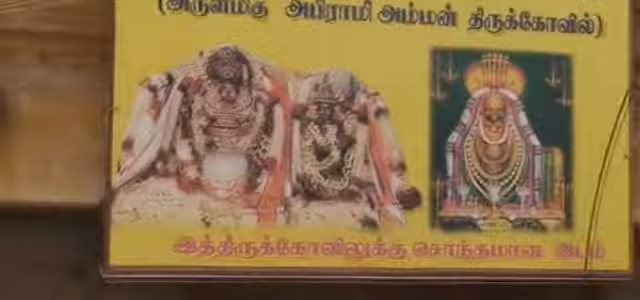 (அருள்மிகு அபிராமி அம்மன் திருக்கோவில்)
இத்திருக்கோவிலுக்கு சொந்தமான இடம்